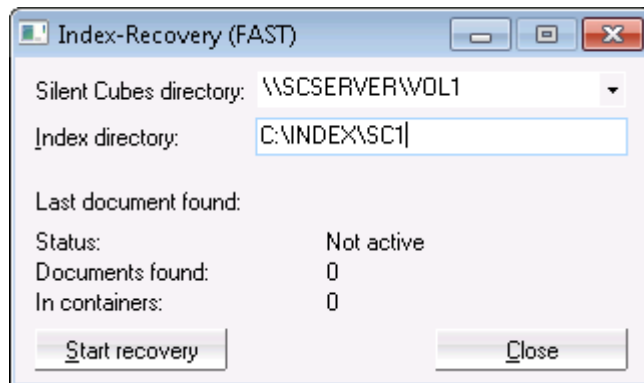 Index-Recovery (FAST)
Silent Cubes directory: \\SCSERVER\VOL1
Index directory: C:\INDEX\SC1
Last document found:
Status: Not active
Documents found: 0
In containers: 0
Start recovery Close